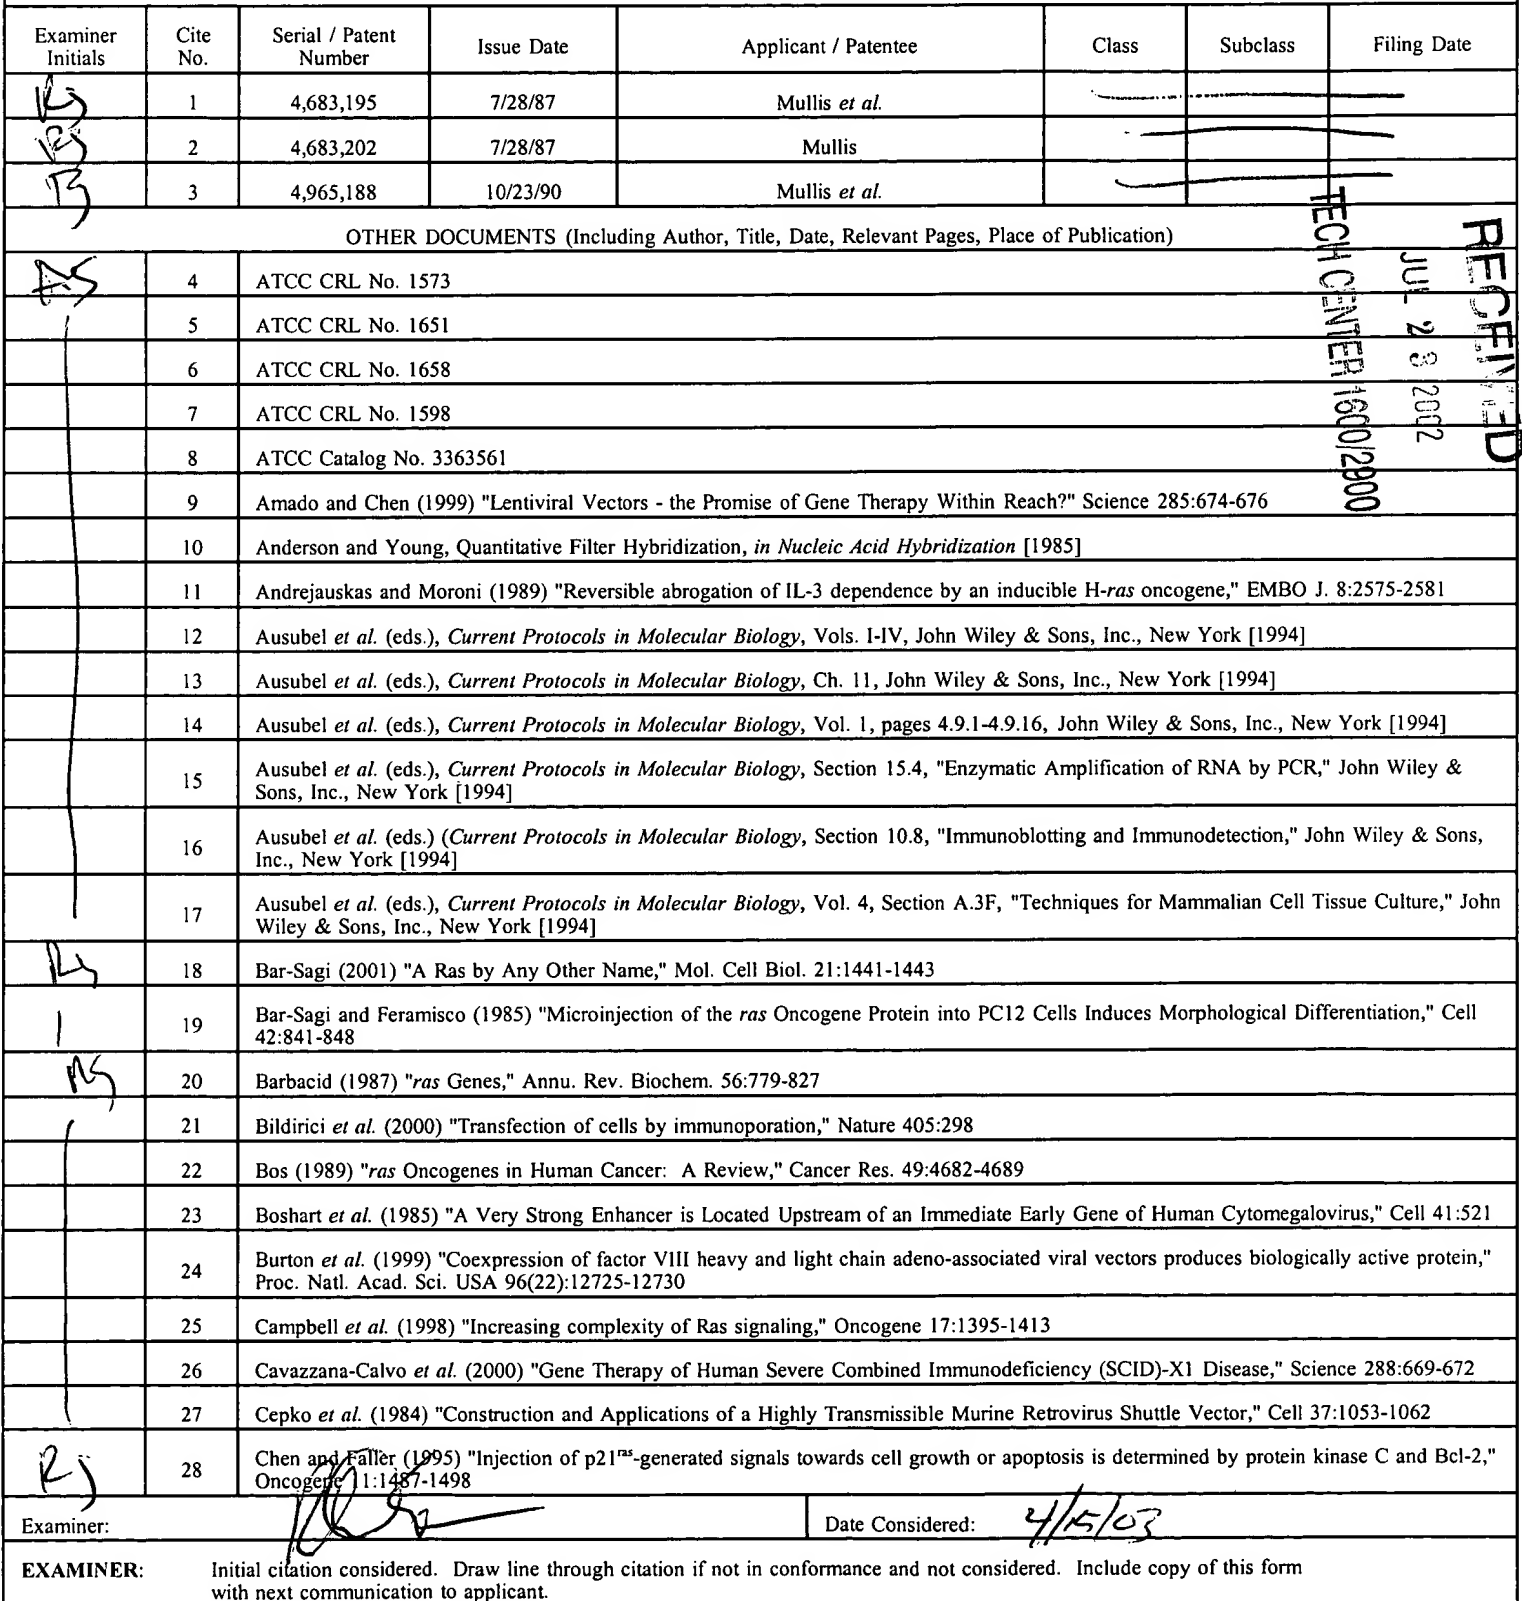 Examiner Initials Cite No. Serial / Patent Number Issue Date Applicant / Patentee Class Subclass Filing Date
1 4,683,195 7/28/87 Mullis et al.
2 4,683,202 7/28/87 Mullis
3 4,965,188 10/23/90 Mullis et al.
OTHER DOCUMENTS (Including Author, Title, Date, Relevant Pages, Place of Publication)
RECEIVED
JUL 23 2002
TECH CENTER 1600/2900
4 ATCC CRL No. 1573
5 ATCC CRL No. 1651
6 ATCC CRL No. 1658
7 ATCC CRL No. 1598
8 ATCC Catalog No. 3363561
9 Amado and Chen (1999) "Lentiviral Vectors - the Promise of Gene Therapy Within Reach?" Science 285:674-676
10 Anderson and Young, Quantitative Filter Hybridization, in Nucleic Acid Hybridization [1985]
11 Andrejauskas and Moroni (1989) "Reversible abrogation of IL-3 dependence by an inducible H-ras oncogene," EMBO J. 8:2575-2581
12 Ausubel et al. (eds.), Current Protocols in Molecular Biology, Vols. I-IV, John Wiley & Sons, Inc., New York [1994]
13 Ausubel et al. (eds.), Current Protocols in Molecular Biology, Ch. 11, John Wiley & Sons, Inc., New York [1994]
14 Ausubel et al. (eds.), Current Protocols in Molecular Biology, Vol. 1, pages 4.9.1-4.9.16, John Wiley & Sons, Inc., New York [1994]
15 Ausubel et al. (eds.), Current Protocols in Molecular Biology, Section 15.4, "Enzymatic Amplification of RNA by PCR," John Wiley &
Sons, Inc., New York [1994]
16 Ausubel et al. (eds.) (Current Protocols in Molecular Biology, Section 10.8, "Immunoblotting and Immunodetection," John Wiley & Sons,
Inc., New York [1994]
17 Ausubel et al. (eds.), Current Protocols in Molecular Biology, Vol. 4, Section A.3F, "Techniques for Mammalian Cell Tissue Culture," John
Wiley & Sons, Inc., New York [1994]
18 Bar-Sagi (2001) "A Ras by Any Other Name," Mol. Cell Biol. 21:1441-1443
19 Bar-Sagi and Feramisco (1985) "Microinjection of the ras Oncogene Protein into PC12 Cells Induces Morphological Differentiation," Cell
42:841-848
20 Barbacid (1987) "ras Genes," Annu. Rev. Biochem. 56:779-827
21 Bildirici et al. (2000) "Transfection of cells by immunoporation," Nature 405:298
22 Bos (1989) "ras Oncogenes in Human Cancer: A Review," Cancer Res. 49:4682-4689
23 Boshart et al. (1985) "A Very Strong Enhancer is Located Upstream of an Immediate Early Gene of Human Cytomegalovirus," Cell 41:521
24 Burton et al. (1999) "Coexpression of factor VIII heavy and light chain adeno-associated viral vectors produces biologically active protein,"
Proc. Natl. Acad. Sci. USA 96(22):12725-12730
25 Campbell et al. (1998) "Increasing complexity of Ras signaling," Oncogene 17:1395-1413
26 Cavazzana-Calvo et al. (2000) "Gene Therapy of Human Severe Combined Immunodeficiency (SCID)-X1 Disease," Science 288:669-672
27 Cepko et al. (1984) "Construction and Applications of a Highly Transmissible Murine Retrovirus Shuttle Vector," Cell 37:1053-1062
28 Chen and Faller (1995) "Injection of p21ras-generated signals towards cell growth or apoptosis is determined by protein kinase C and Bcl-2,"
Oncogene 11:1487-1498
Examiner: Date Considered: 4/15/03
EXAMINER: Initial citation considered. Draw line through citation if not in conformance and not considered. Include copy of this form
with next communication to applicant.